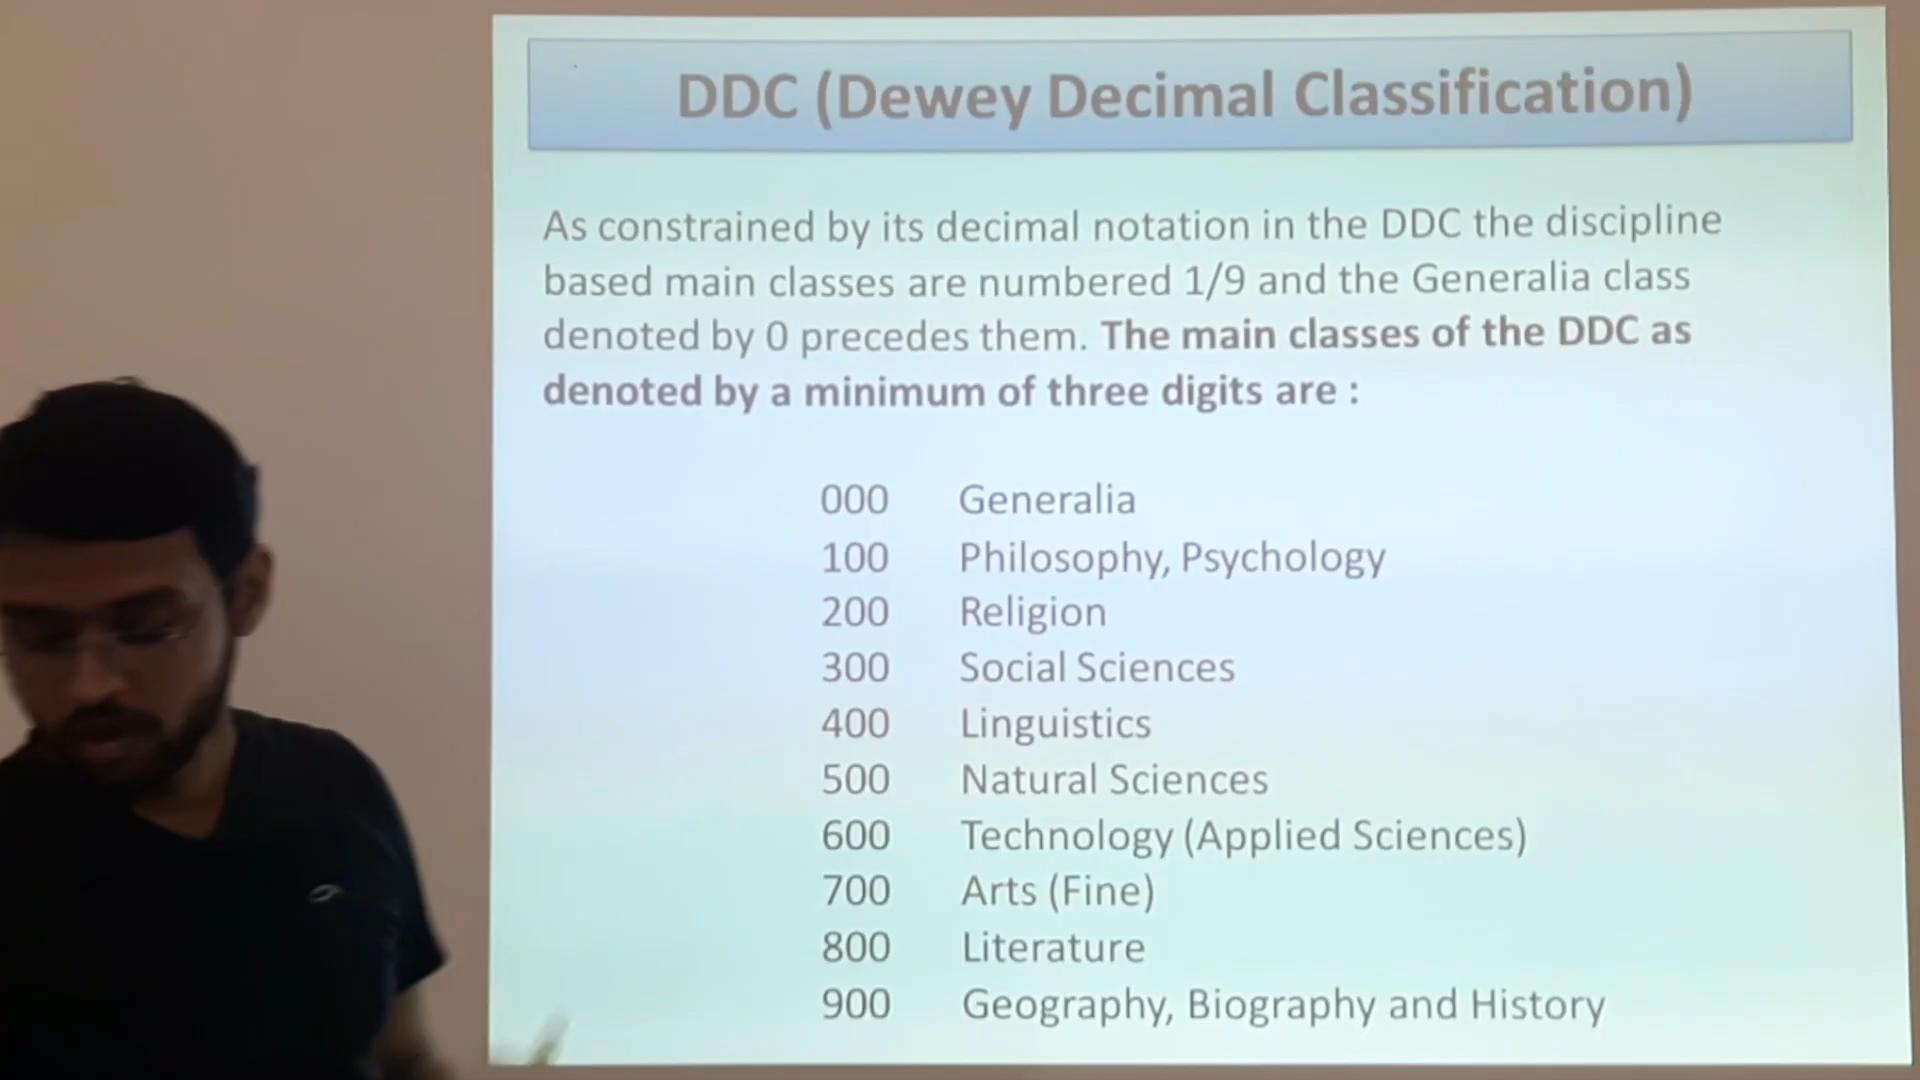 DDC (Dewey Decimal Classification)
As constrained by its decimal notation in the DDC the discipline
based main classes are numbered 1/9 and the Generalia class
denoted by 0 precedes them. The main classes of the DDC as
denoted by a minimum of three digits are :
000 Generalia
100 Philosophy, Psychology
200 Religion
300 Social Sciences
400 Linguistics
500 Natural Sciences
600 Technology (Applied Sciences)
700 Arts (Fine)
800 Literature
900 Geography, Biography and History